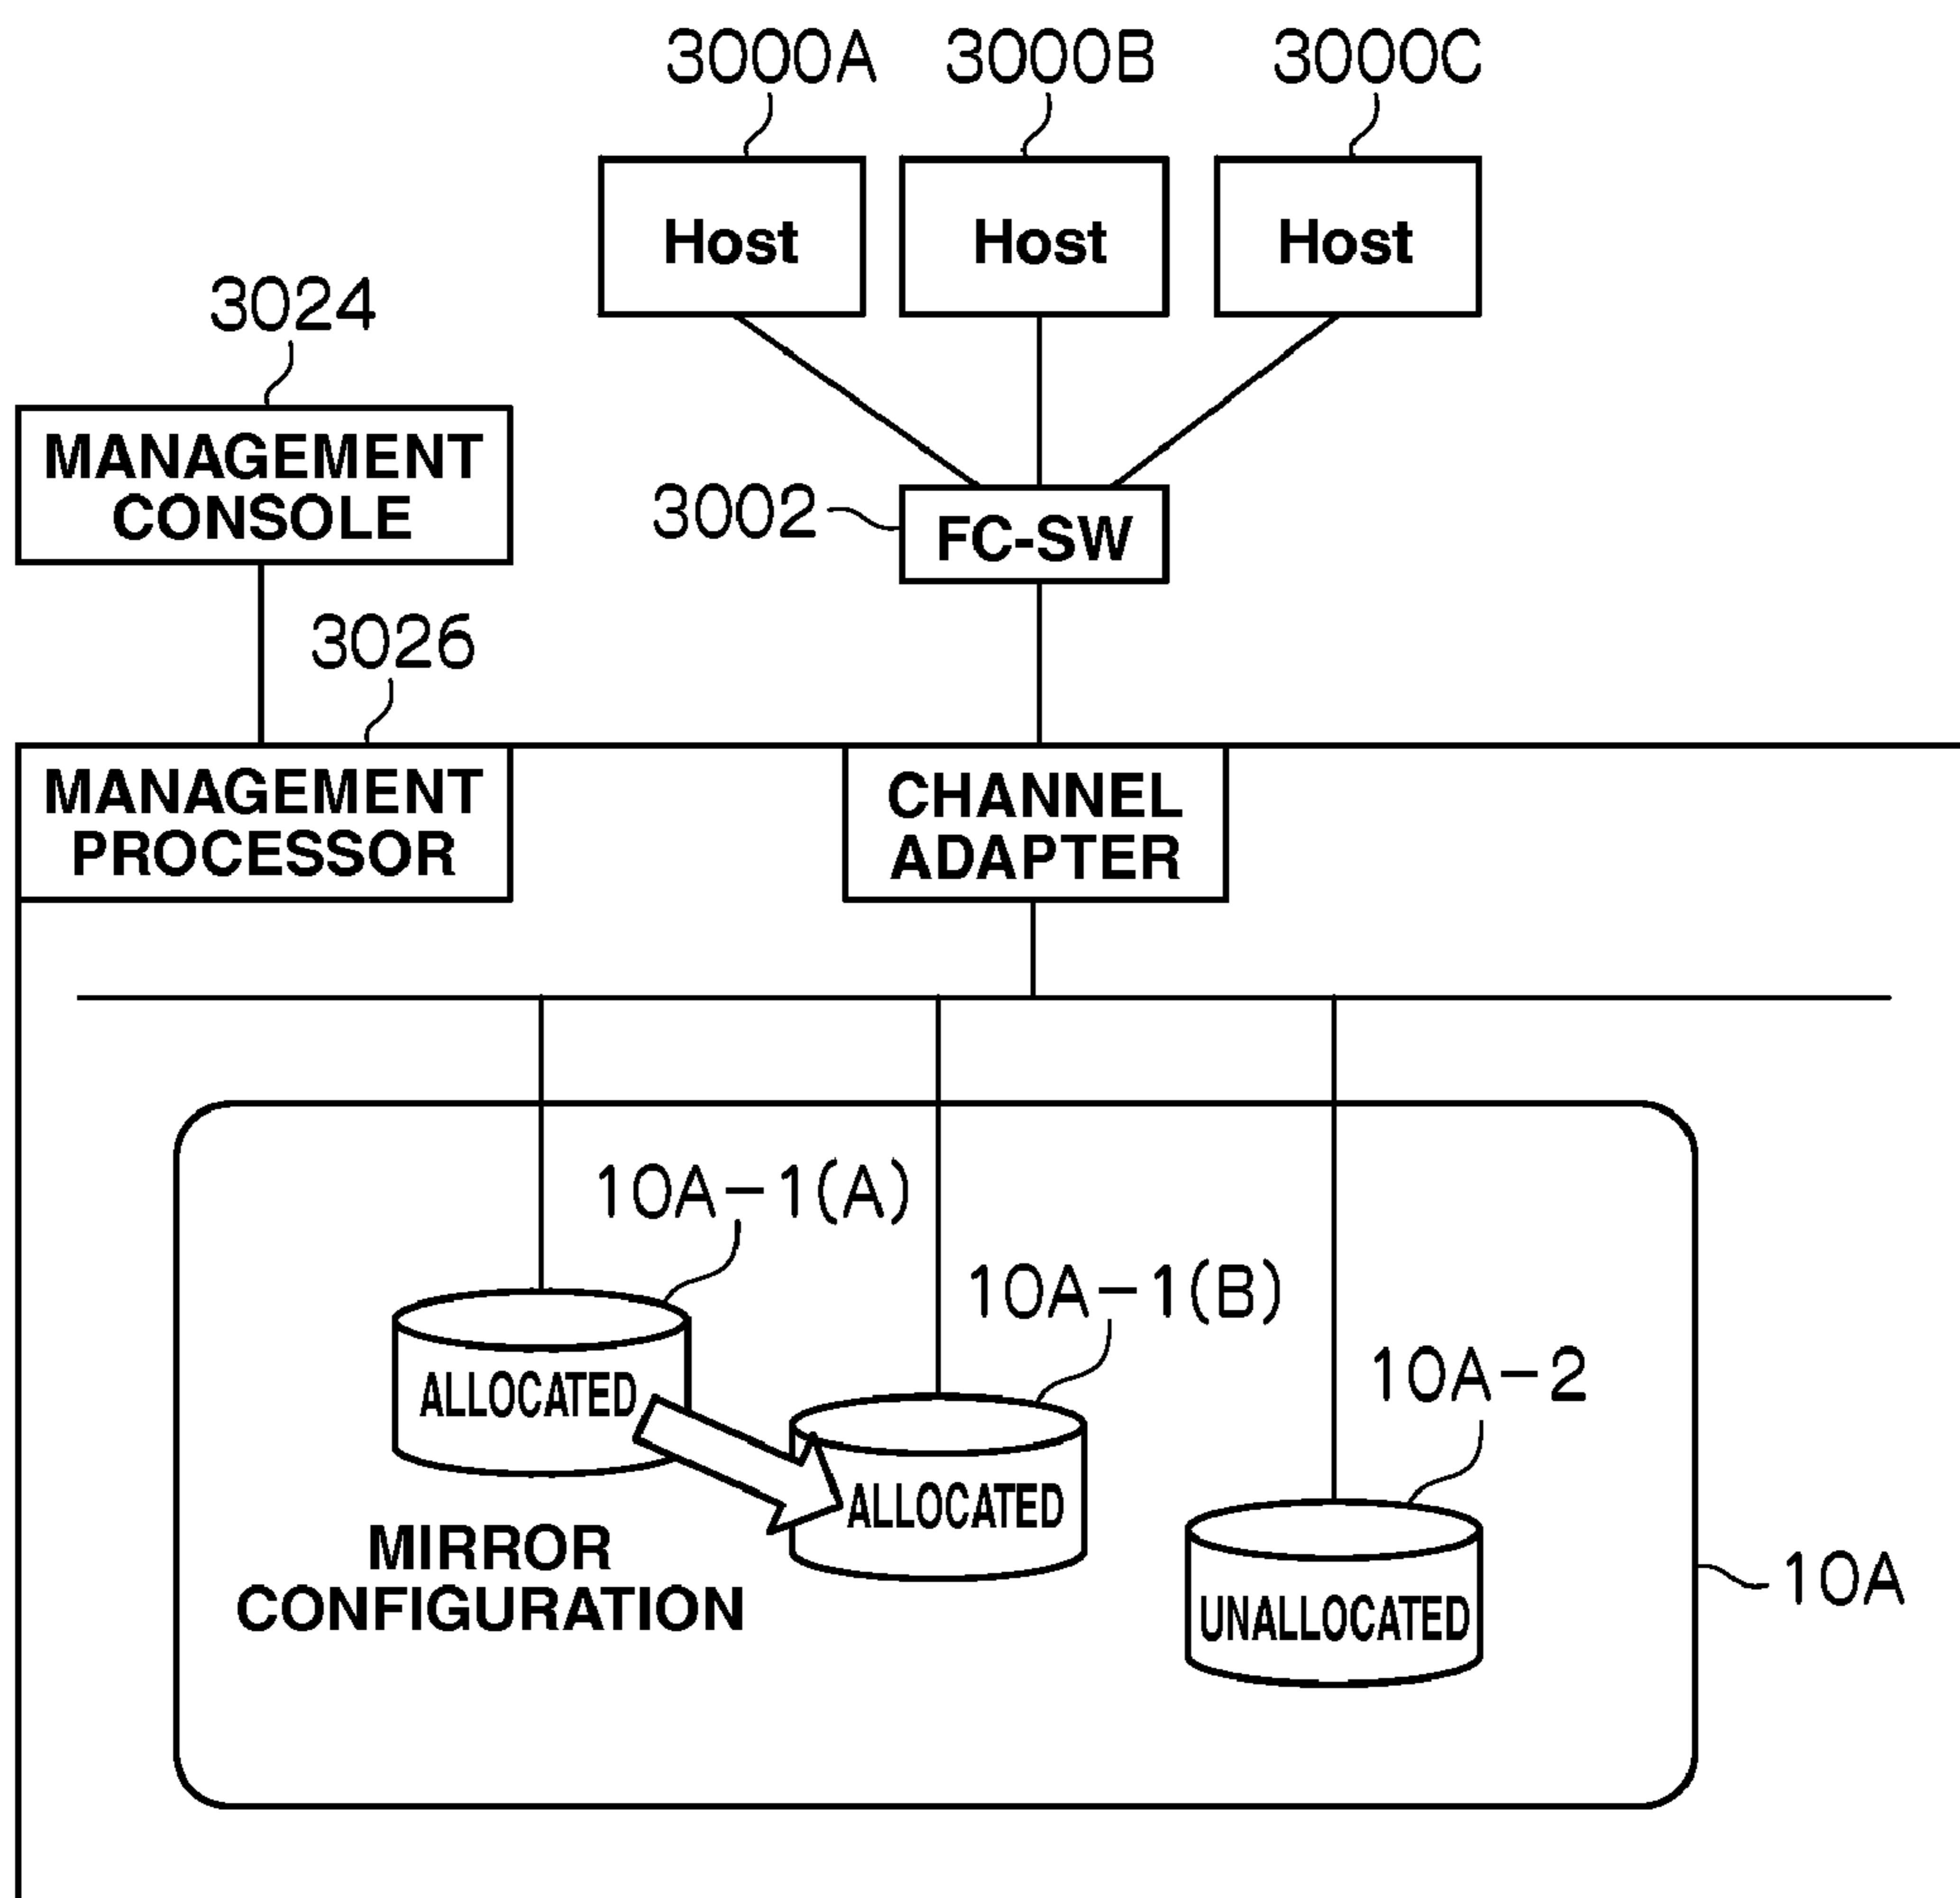 3000A 3000B 3000C
Host Host Host
3024
MANAGEMENT
CONSOLE
3002 FC-SW
3026
MANAGEMENT
PROCESSOR
CHANNEL
ADAPTER
10A-1(A)
10A-1(B)
10A-2
ALLOCATED
ALLOCATED
MIRROR
CONFIGURATION
UNALLOCATED
10A